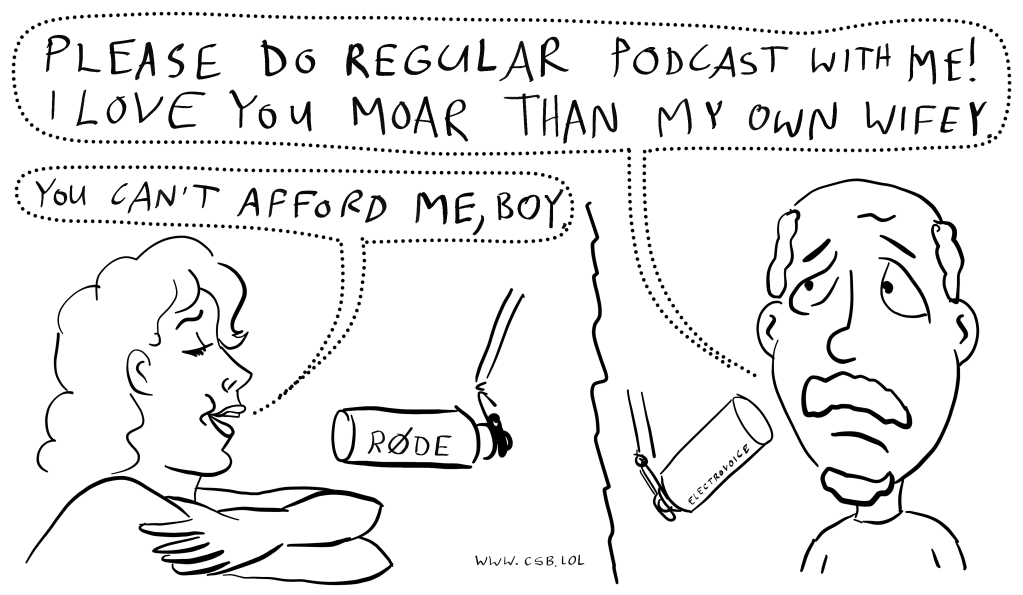 PLEASE DO REGULAR PODCAST WITH ME!
I LOVE YOU MOAR THAN MY OWN WIFEY.
YOU CAN'T AFFORD ME, BOY.
RØDE
ELECTROVOICE
WWW.CSB.LOL